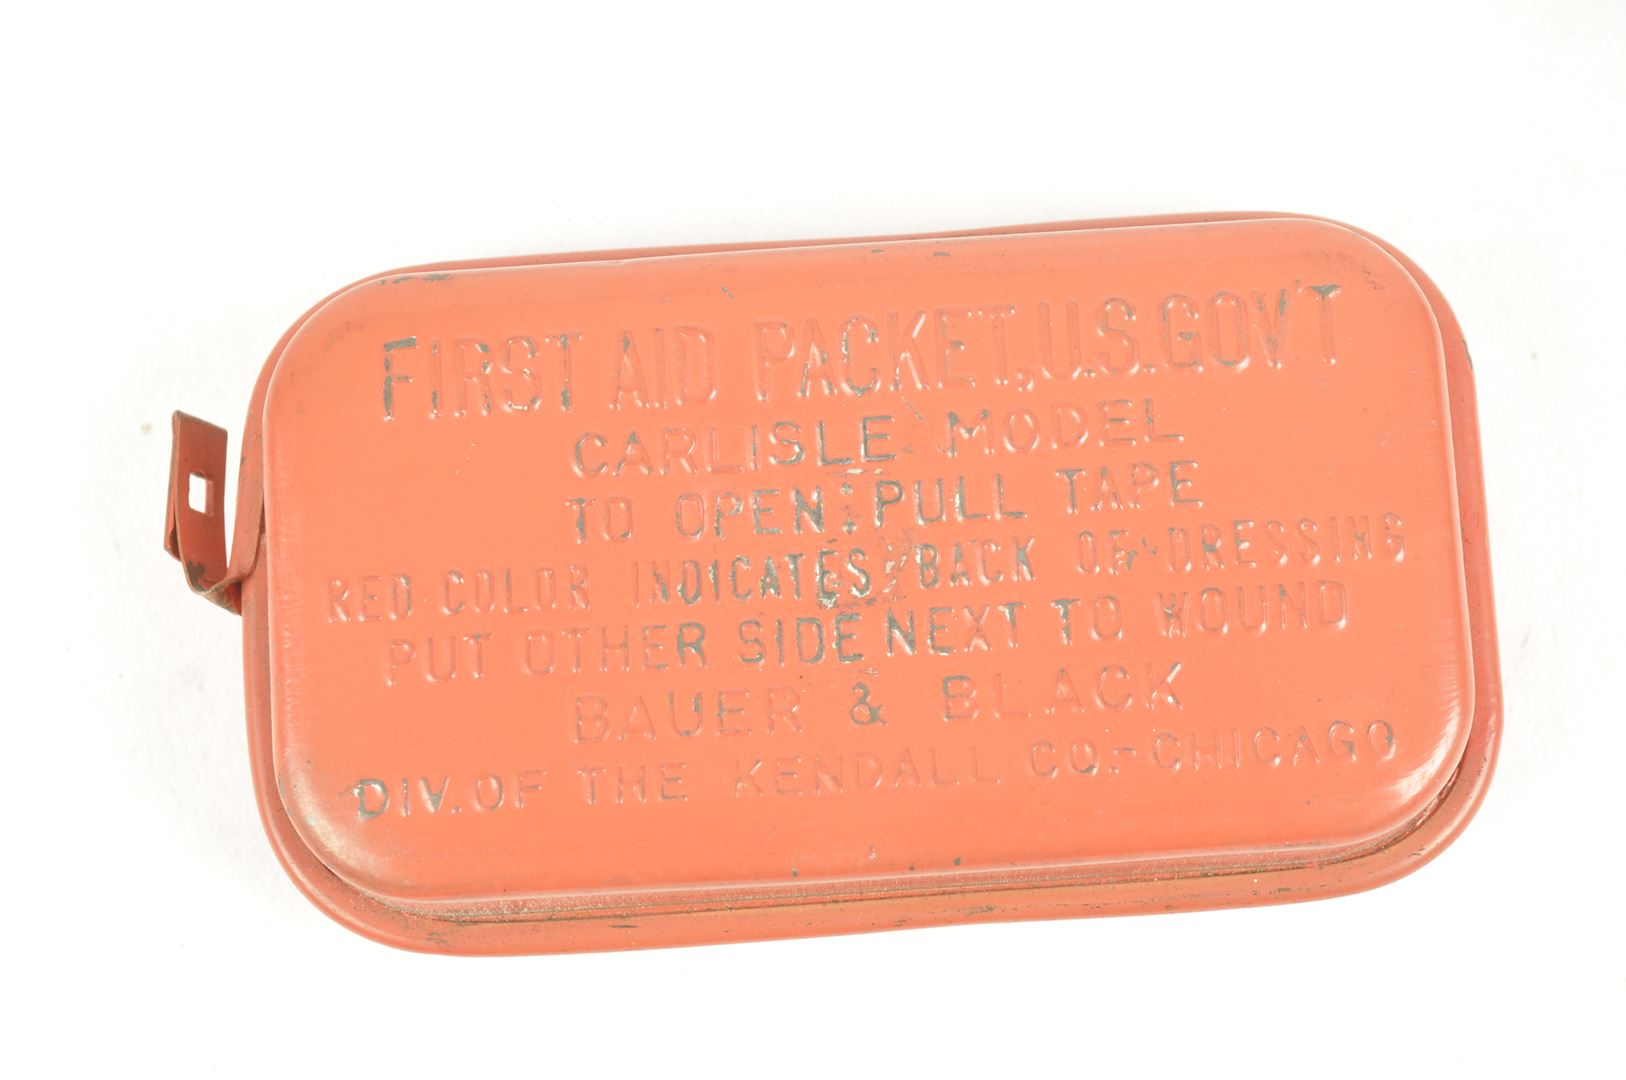 FIRST AID PACKET, U.S. GOV'T
CARLISLE MODEL
TO OPEN: PULL TAPE
RED COLOR INDICATES BACK OF DRESSING
PUT OTHER SIDE NEXT TO WOUND
BAUER & BLACK
DIV. OF THE KENDALL CO.-CHICAGO